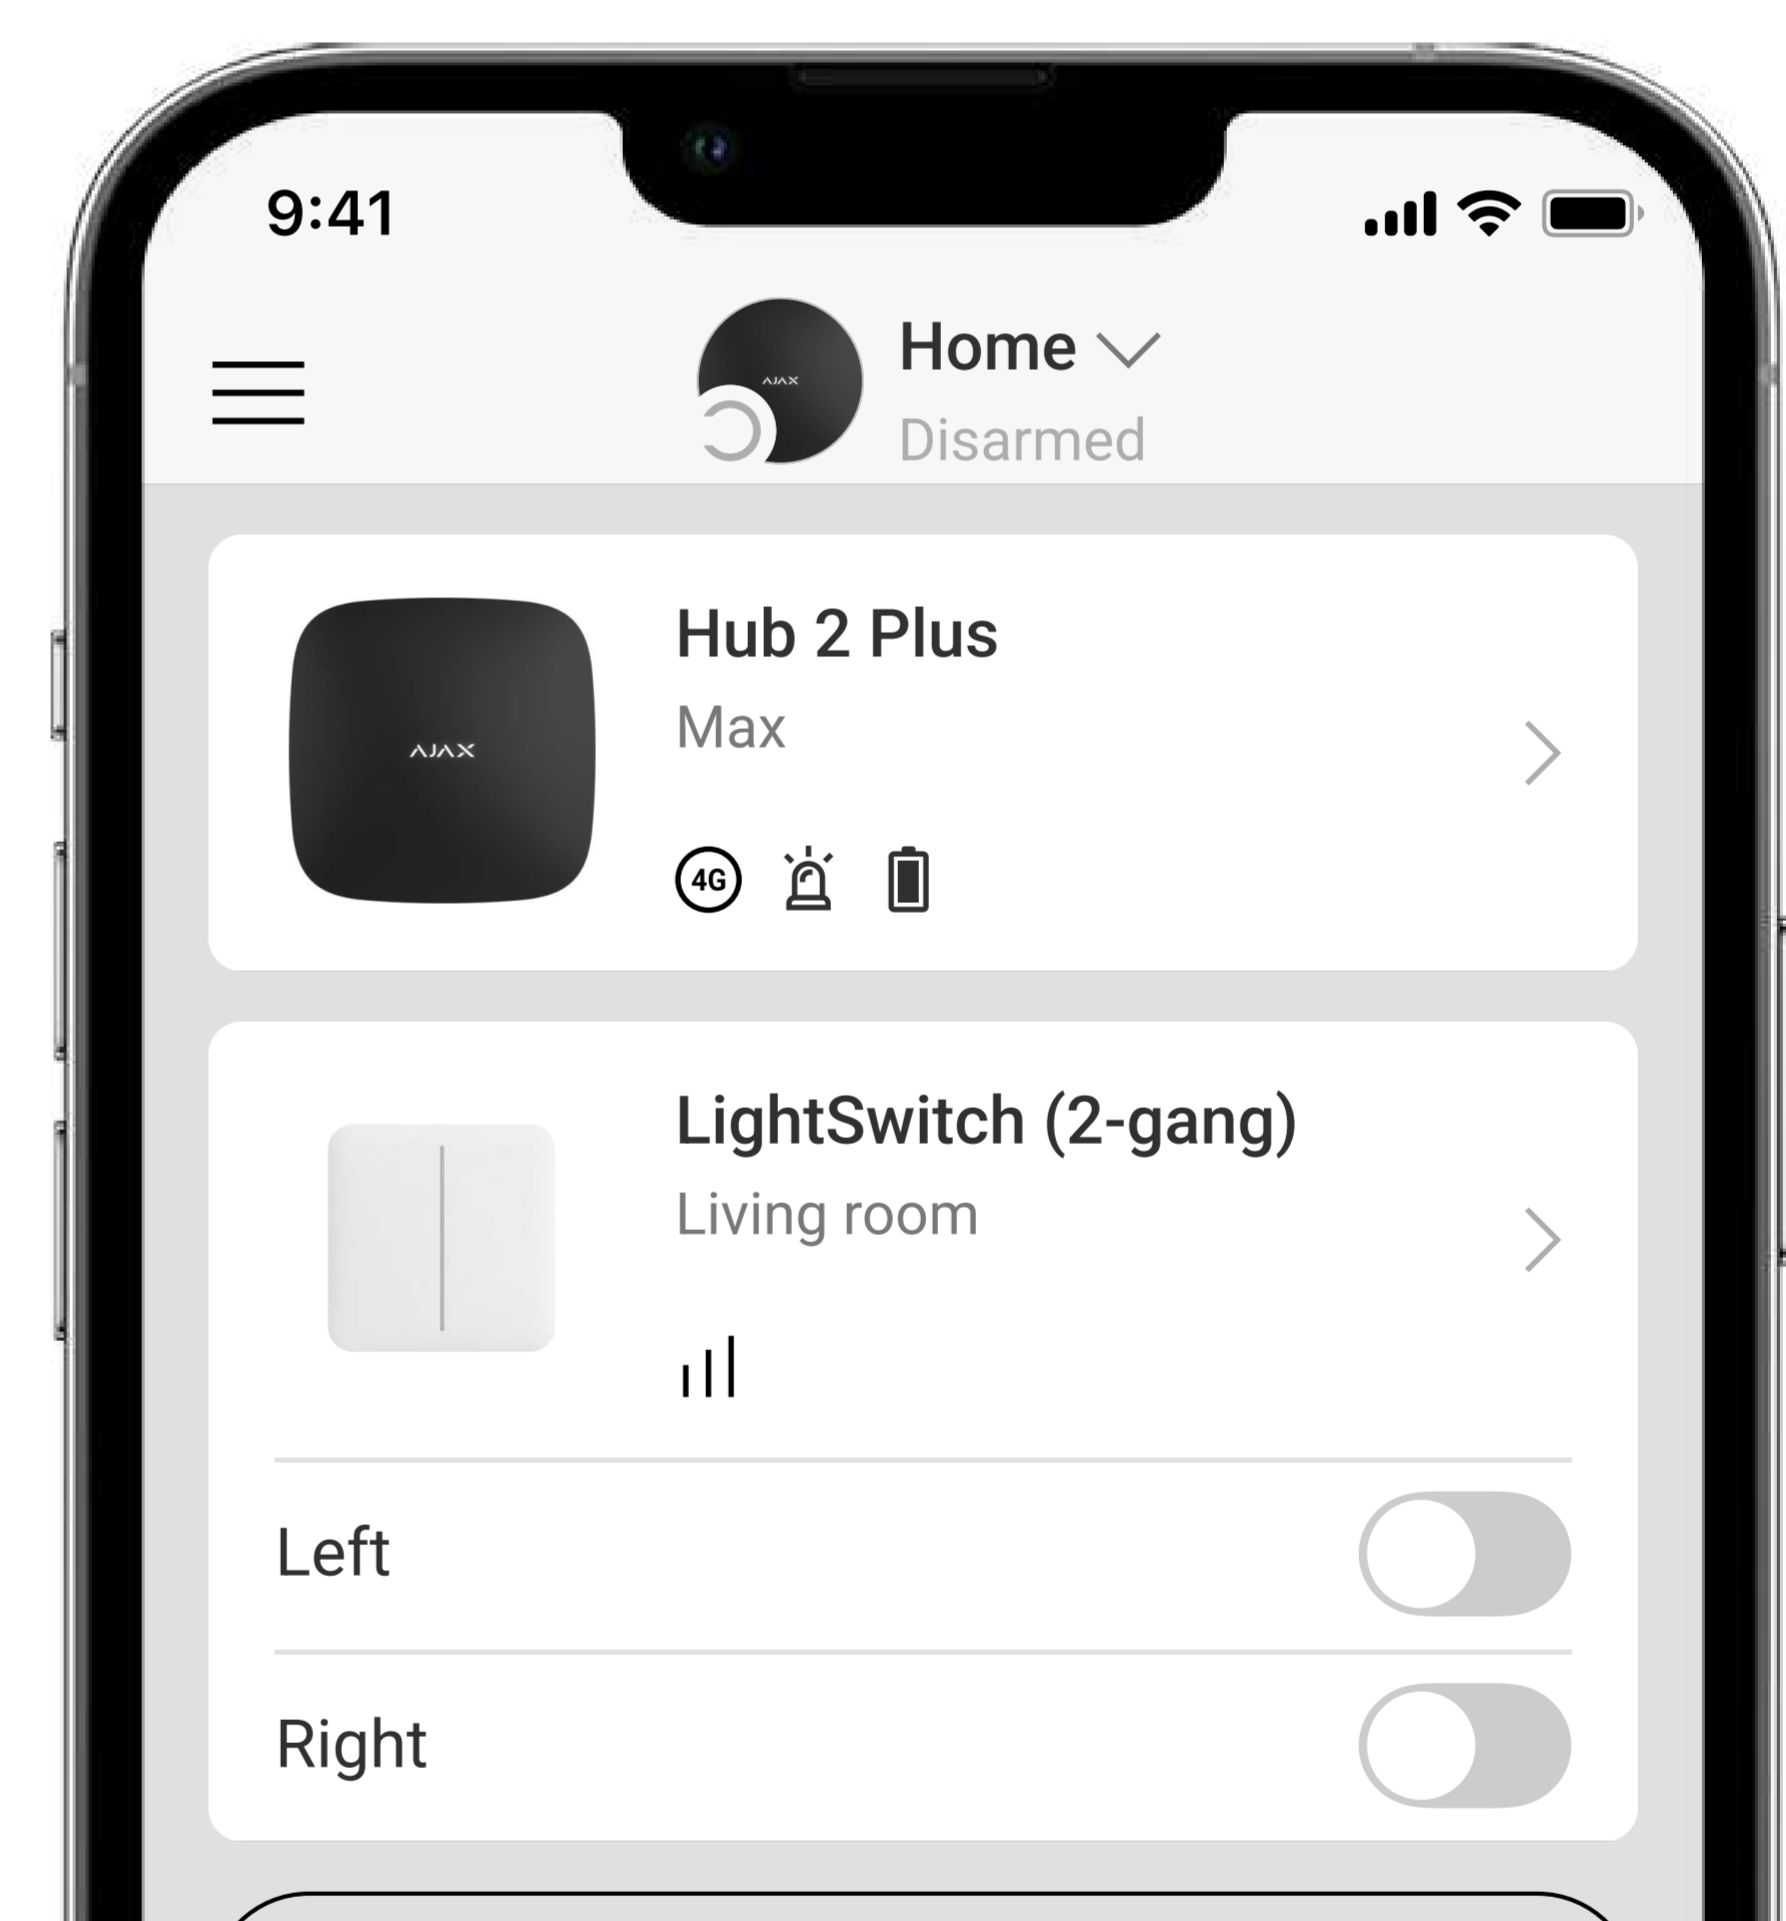 9:41
AJAX
Home
Disarmed
Hub 2 Plus
Max
AJAX
4G
LightSwitch (2-gang)
Living room
Left
Right